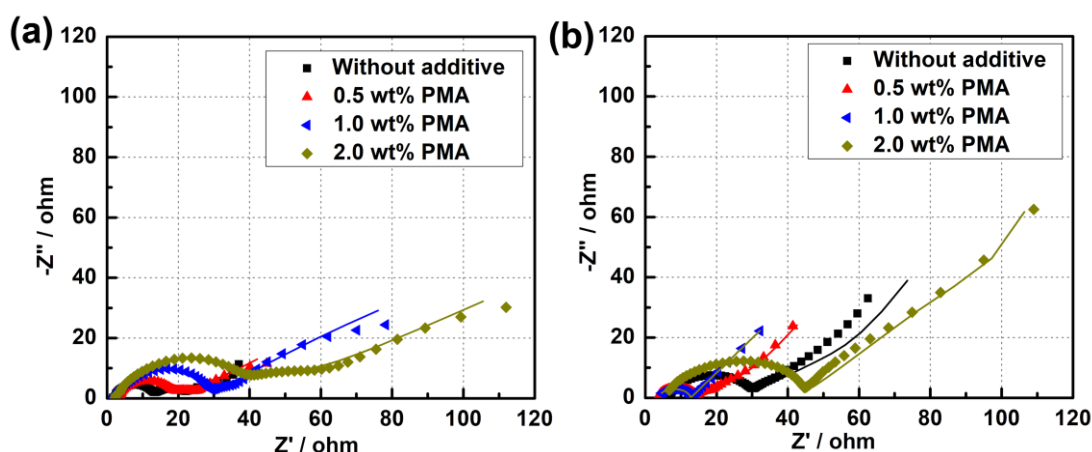 (a)
Without additive
0.5 wt% PMA
1.0 wt% PMA
2.0 wt% PMA
-Z'' / ohm
120
100
80
60
40
20
0
0 20 40 60 80 100 120
Z' / ohm
(b)
Without additive
0.5 wt% PMA
1.0 wt% PMA
2.0 wt% PMA
-Z'' / ohm
120
100
80
60
40
20
0
0 20 40 60 80 100 120
Z' / ohm